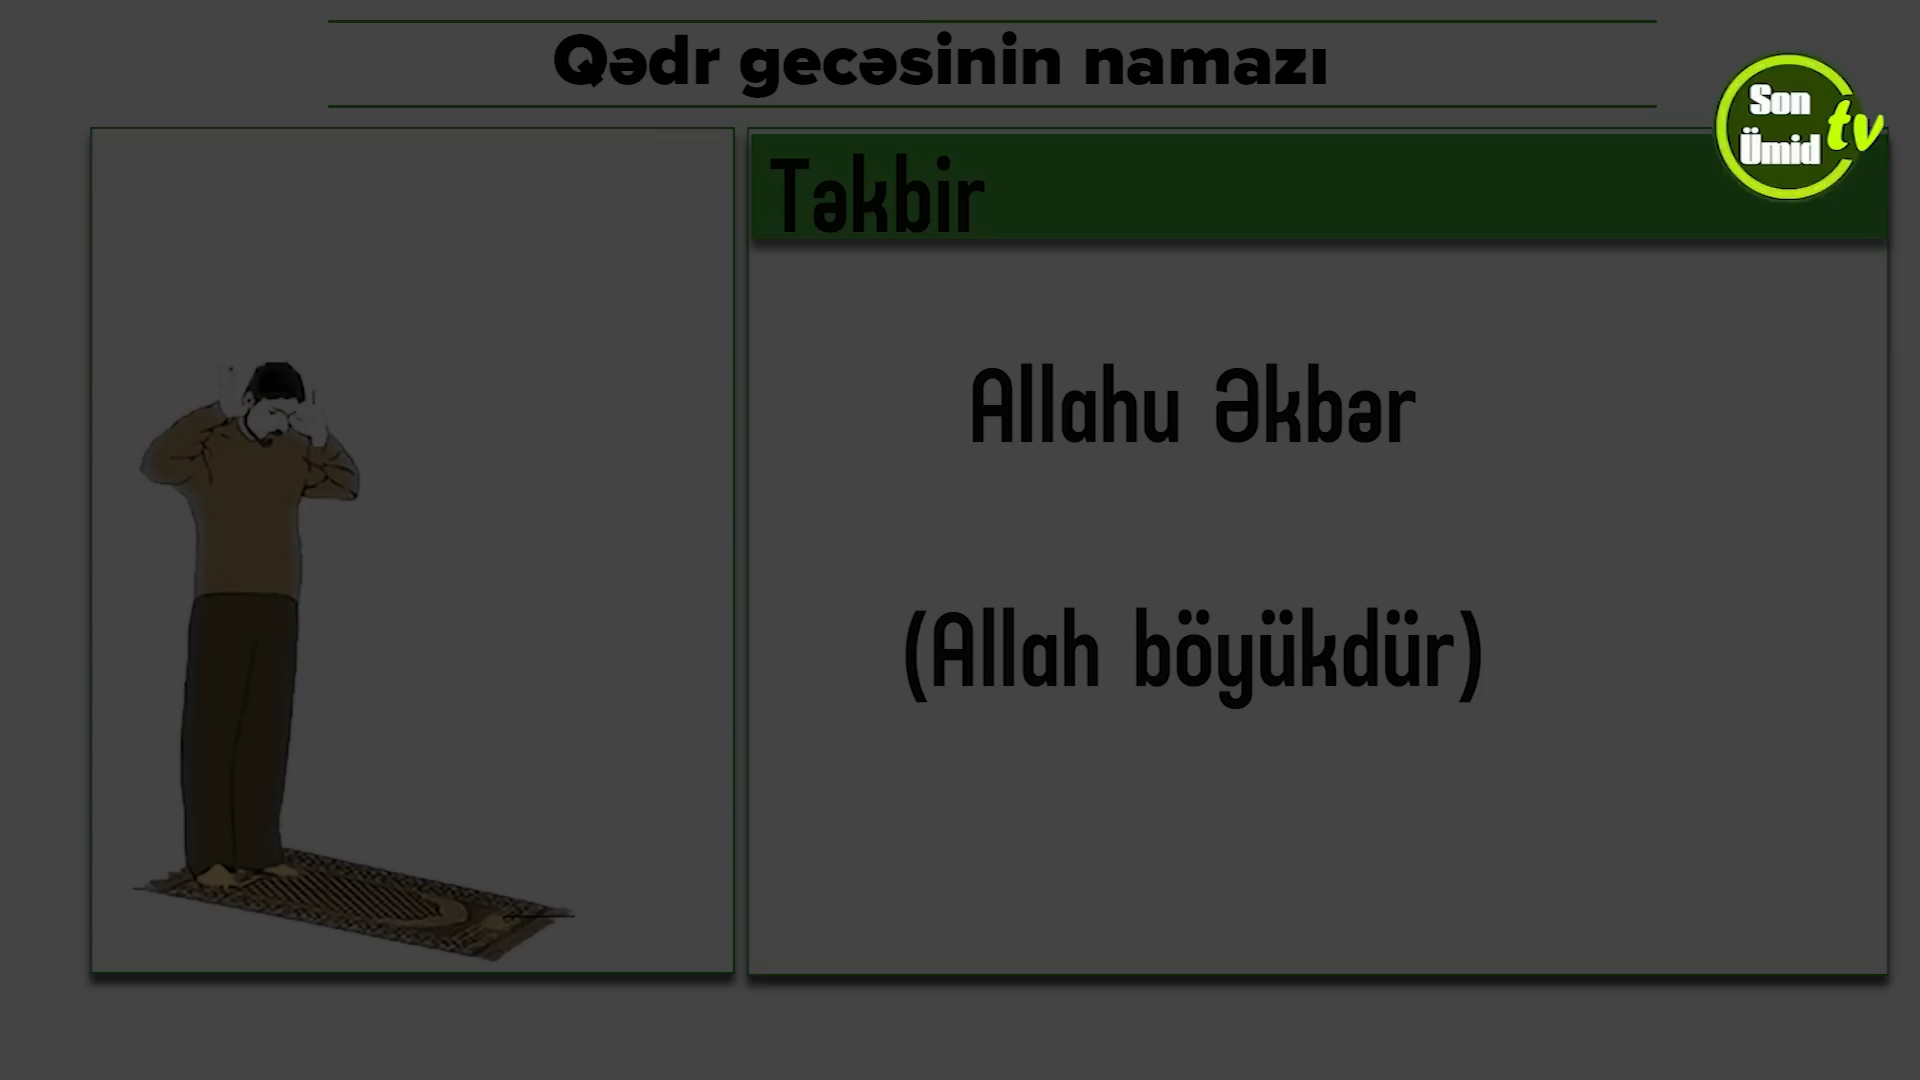 Qədr gecəsinin namazı
Son
Ümid
tv
Təkbir
Allahu Əkbər
(Allah böyükdür)